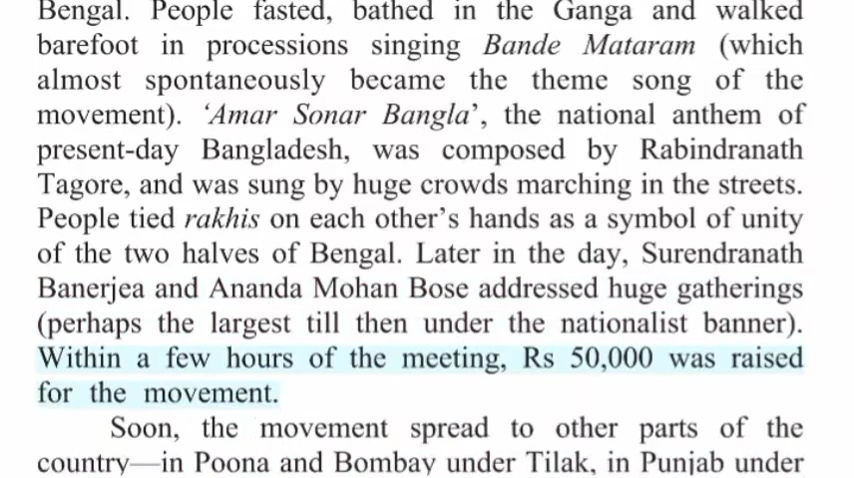 Bengal. People fasted, bathed in the Ganga and walked
barefoot in processions singing Bande Mataram (which
almost spontaneously became the theme song of the
movement). ‘Amar Sonar Bangla’, the national anthem of
present-day Bangladesh, was composed by Rabindranath
Tagore, and was sung by huge crowds marching in the streets.
People tied rakhis on each other’s hands as a symbol of unity
of the two halves of Bengal. Later in the day, Surendranath
Banerjea and Ananda Mohan Bose addressed huge gatherings
(perhaps the largest till then under the nationalist banner).
Within a few hours of the meeting, Rs 50,000 was raised
for the movement.
Soon, the movement spread to other parts of the
country—in Poona and Bombay under Tilak, in Punjab under